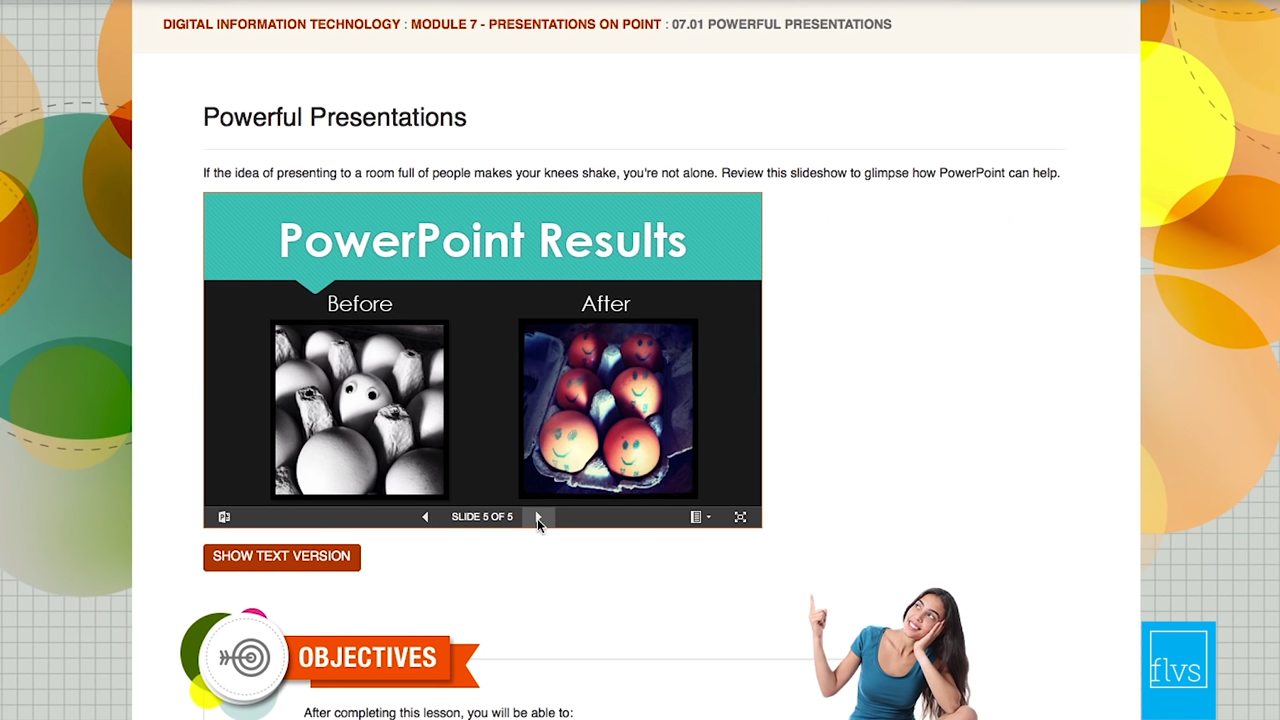 DIGITAL INFORMATION TECHNOLOGY : MODULE 7 - PRESENTATIONS ON POINT : 07.01 POWERFUL PRESENTATIONS
Powerful Presentations
If the idea of presenting to a room full of people makes your knees shake, you're not alone. Review this slideshow to glimpse how PowerPoint can help.
PowerPoint Results
Before After
SLIDE 5 OF 5
SHOW TEXT VERSION
OBJECTIVES
flvs
After completing this lesson, you will be able to: